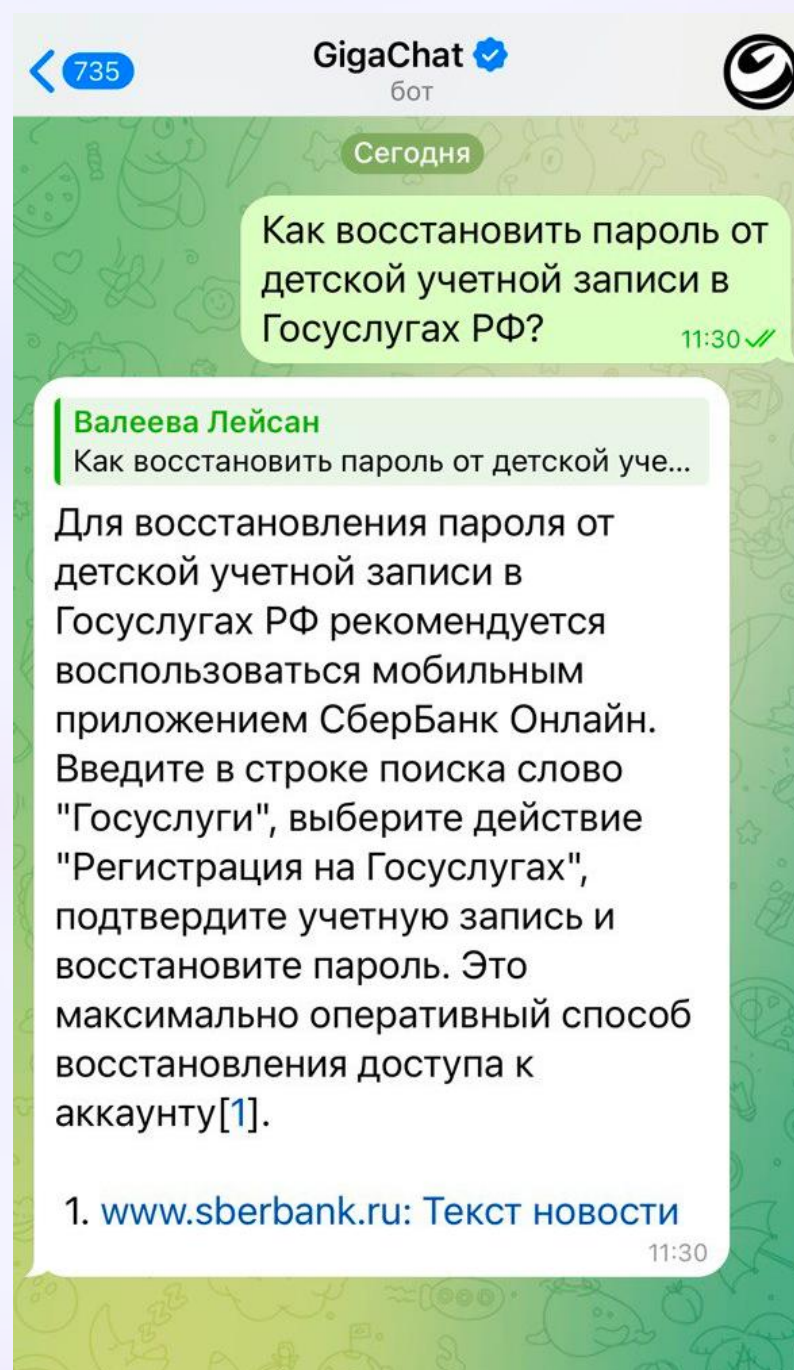 735
GigaChat
бот
Сегодня
Как восстановить пароль от
детской учетной записи в
Госуслугах РФ?
11:30
Валеева Лейсан
Как восстановить пароль от детской уче...
Для восстановления пароля от
детской учетной записи в
Госуслугах РФ рекомендуется
воспользоваться мобильным
приложением СберБанк Онлайн.
Введите в строке поиска слово
"Госуслуги", выберите действие
"Регистрация на Госуслугах",
подтвердите учетную запись и
восстановите пароль. Это
максимально оперативный способ
восстановления доступа к
аккаунту[1].
1. www.sberbank.ru: Текст новости
11:30